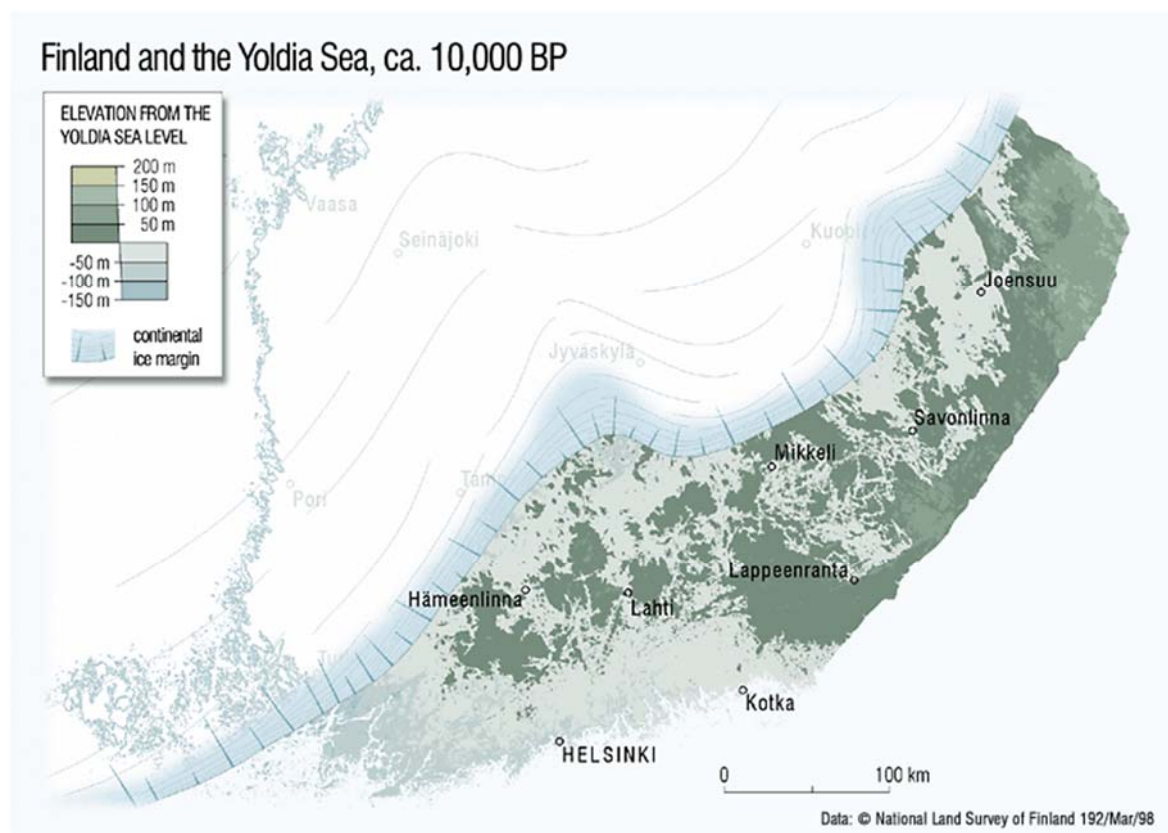 Finland and the Yoldia Sea, ca. 10,000 BP
ELEVATION FROM THE
YOLDIA SEA LEVEL
200 m
150 m
100 m
50 m
-50 m
-100 m
-150 m
continental
ice margin
Vaasa
Seinäjoki
Joensuu
Jyväskylä
Savonlinna
Mikkeli
Pori
Lappeenranta
Hämeenlinna
Lahti
Kotka
HELSINKI
0 100 km
Data: © National Land Survey of Finland 192/Mar/98